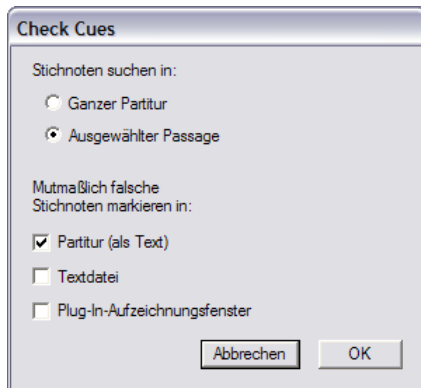 Check Cues
Stichnoten suchen in:
Ganzer Partitur
Ausgewählter Passage
Mutmaßlich falsche
Stichnoten markieren in:
Partitur (als Text)
Textdatei
Plug-In-Aufzeichnungsfenster
Abbrechen OK